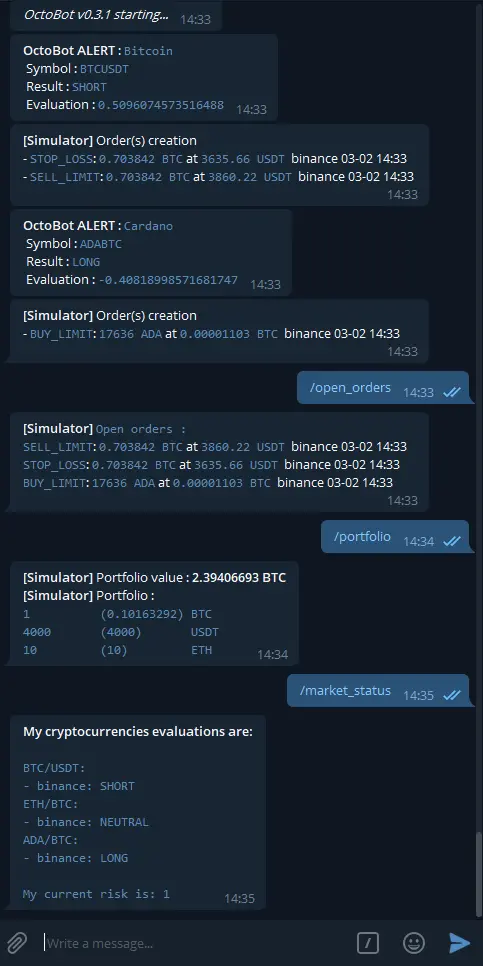 OctoBot v0.3.1 starting... 14:33
OctoBot ALERT : Bitcoin
Symbol : BTCUSDT
Result : SHORT
Evaluation : 0.5096074573516488 14:33
[Simulator] Order(s) creation
- STOP_LOSS: 0.703842 BTC at 3635.66 USDT binance 03-02 14:33
- SELL_LIMIT: 0.703842 BTC at 3860.22 USDT binance 03-02 14:33
14:33
OctoBot ALERT : Cardano
Symbol : ADABTC
Result : LONG
Evaluation : -0.40818998571681747 14:33
[Simulator] Order(s) creation
- BUY_LIMIT: 17636 ADA at 0.00001103 BTC binance 03-02 14:33
14:33
/open_orders 14:33
[Simulator] Open orders :
SELL_LIMIT: 0.703842 BTC at 3860.22 USDT binance 03-02 14:33
STOP_LOSS: 0.703842 BTC at 3635.66 USDT binance 03-02 14:33
BUY_LIMIT: 17636 ADA at 0.00001103 BTC binance 03-02 14:33
14:33
/portfolio 14:34
[Simulator] Portfolio value : 2.39406693 BTC
[Simulator] Portfolio :
1 (0.10163292) BTC
4000 (4000) USDT
10 (10) ETH
14:34
/market_status 14:35
My cryptocurrencies evaluations are:
BTC/USDT:
- binance: SHORT
ETH/BTC:
- binance: NEUTRAL
ADA/BTC:
- binance: LONG
My current risk is: 1 14:35
Write a message...